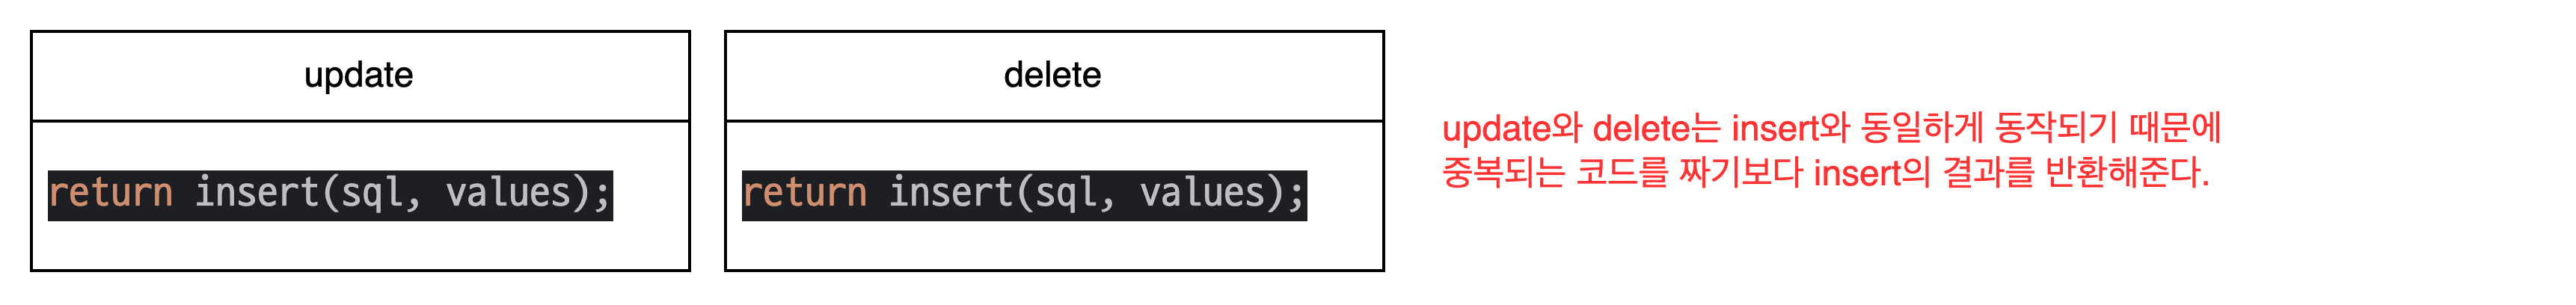 update
return insert(sql, values);
delete
return insert(sql, values);
update와 delete는 insert와 동일하게 동작되기 때문에
중복되는 코드를 짜기보다 insert의 결과를 반환해준다.